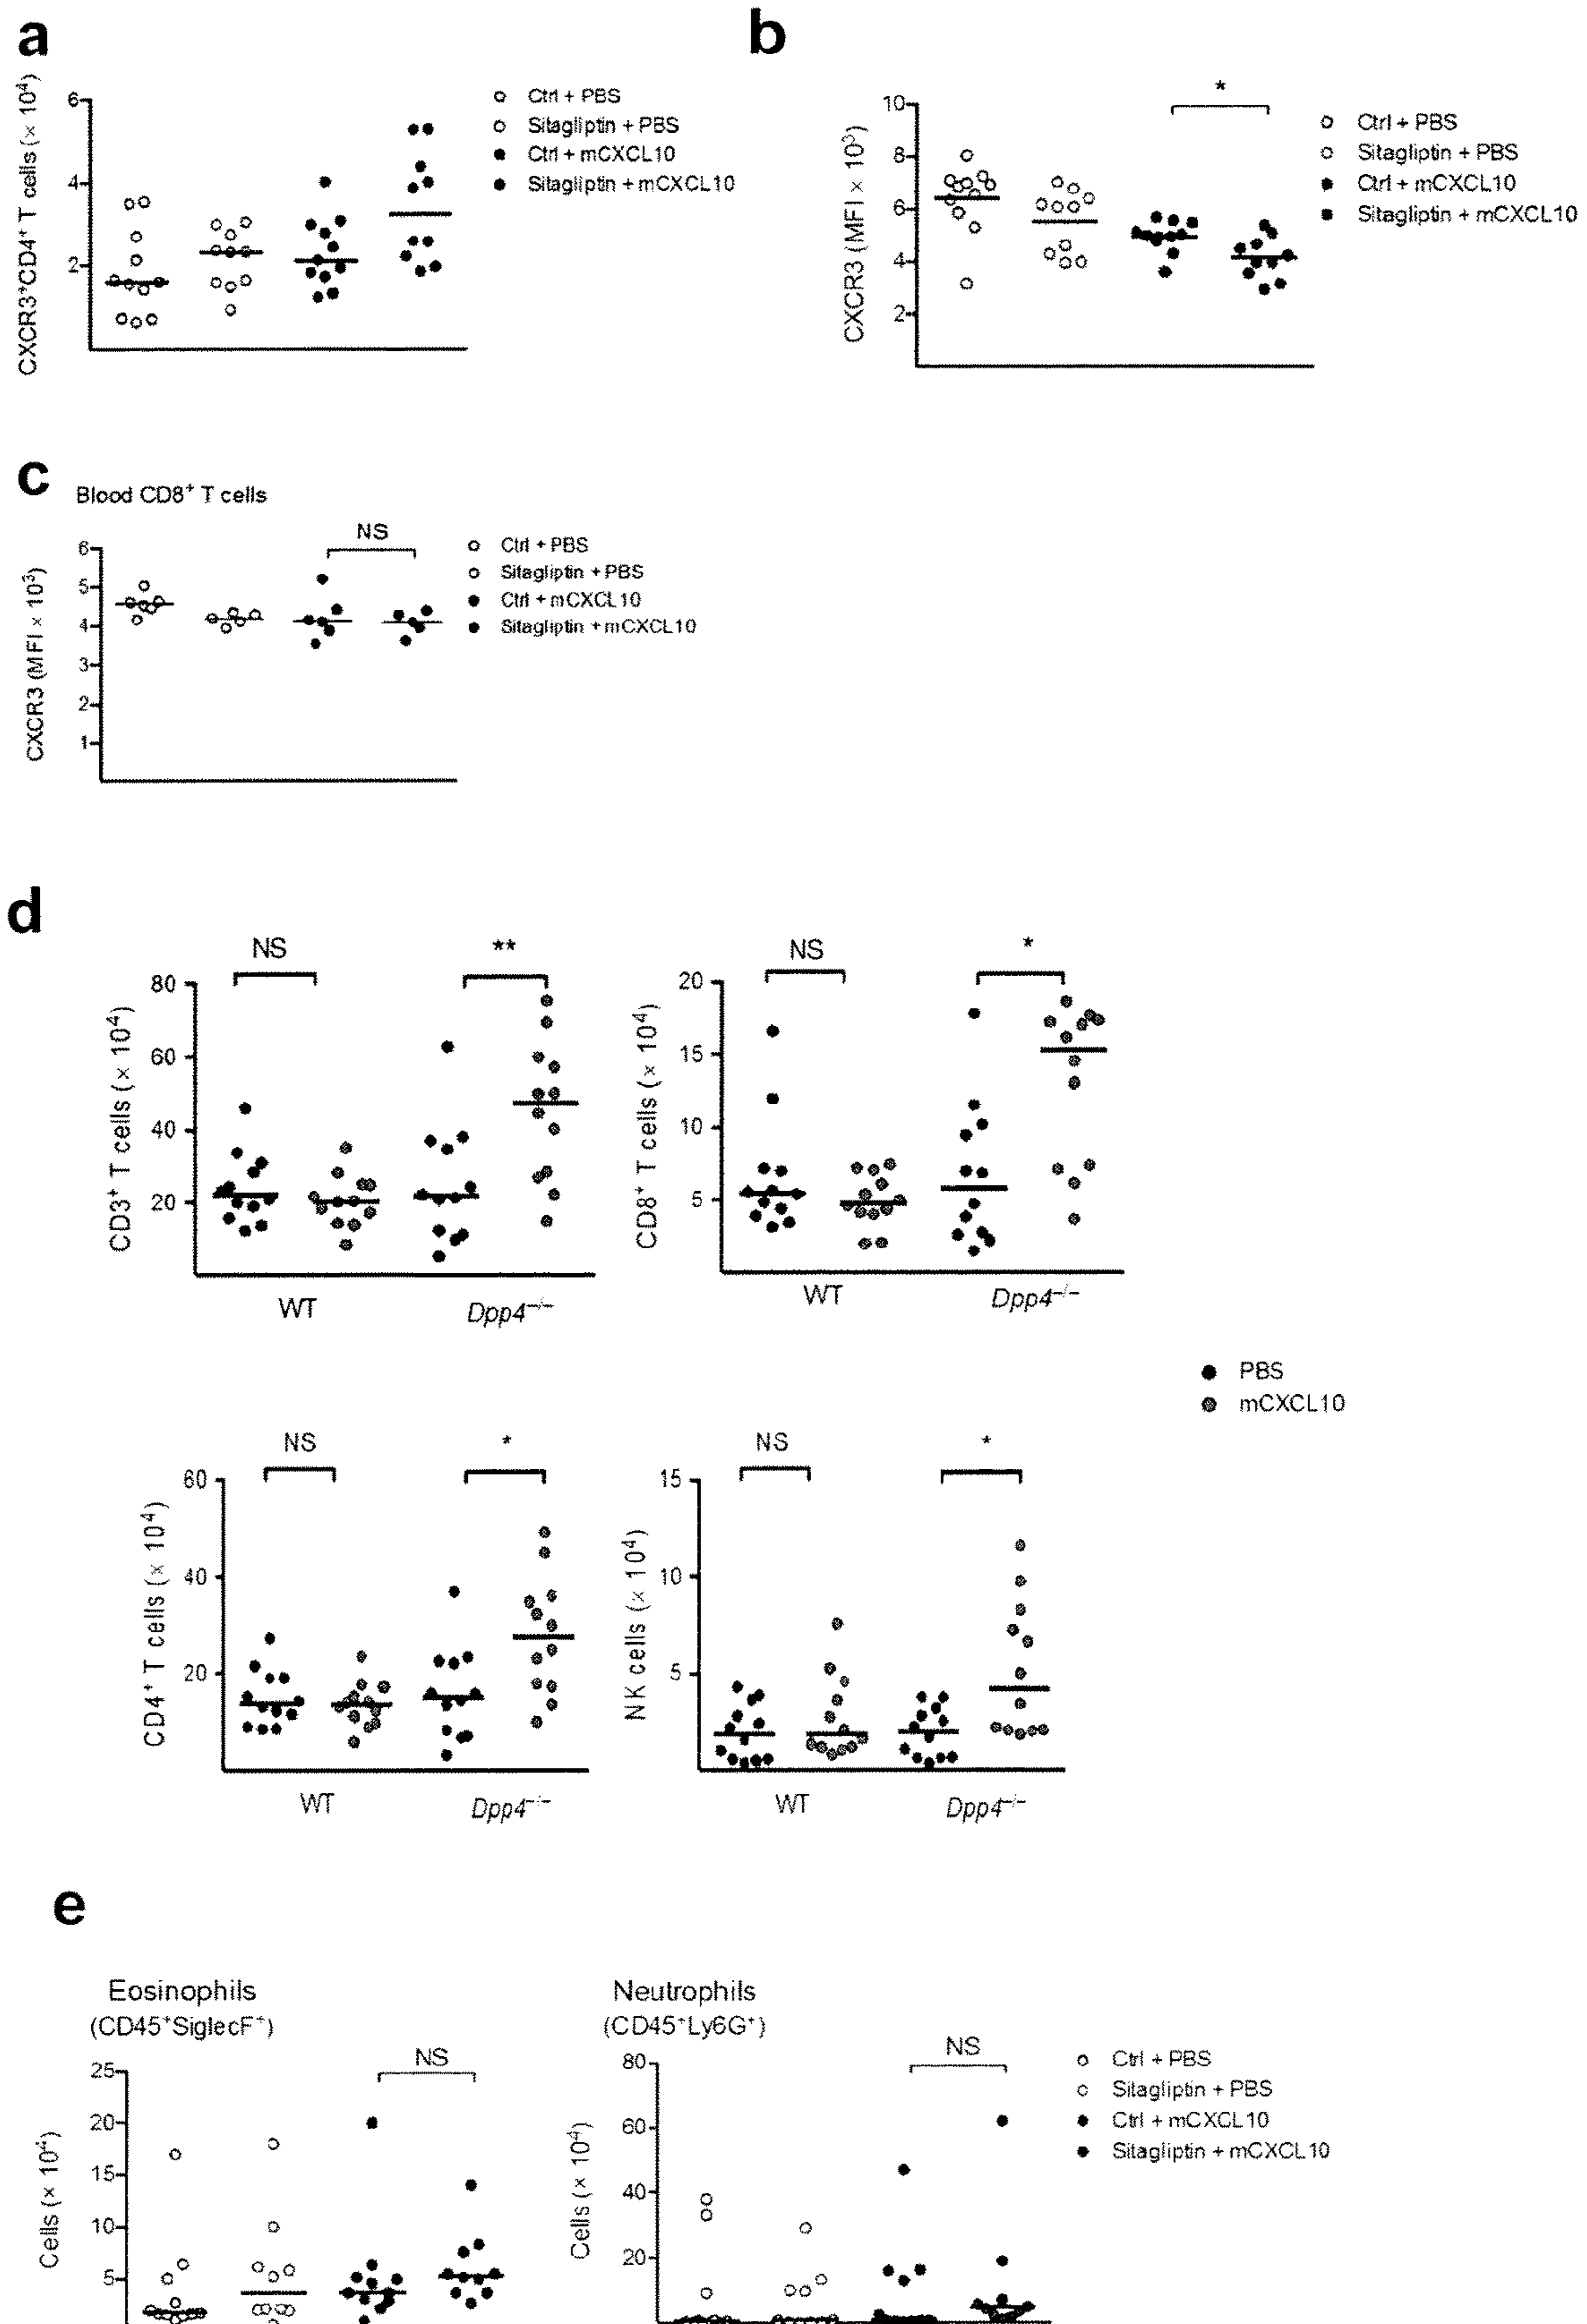 a
CXCR3⁺CD4⁺ T cells (× 10⁴)
6
4
2
Ctrl + PBS
Sitagliptin + PBS
Ctrl + mCXCL10
Sitagliptin + mCXCL10
b
CXCR3 (MFI × 10³)
10
8
6
4
2
*
Ctrl + PBS
Sitagliptin + PBS
Ctrl + mCXCL10
Sitagliptin + mCXCL10
c
Blood CD8⁺ T cells
CXCR3 (MFI × 10³)
6
5
4
3
2
1
NS
Ctrl + PBS
Sitagliptin + PBS
Ctrl + mCXCL10
Sitagliptin + mCXCL10
d
CD3⁺ T cells (× 10⁴)
80
60
40
20
NS
**
WT
Dpp4⁻/⁻
CD8⁺ T cells (× 10⁴)
20
15
10
5
NS
*
WT
Dpp4⁻/⁻
PBS
mCXCL10
CD4⁺ T cells (× 10⁴)
60
40
20
NS
*
WT
Dpp4⁻/⁻
NK cells (× 10⁴)
15
10
5
NS
*
WT
Dpp4⁻/⁻
e
Eosinophils
(CD45⁺SiglecF⁺)
Cells (× 10⁴)
25
20
15
10
5
NS
Neutrophils
(CD45⁺Ly6G⁺)
Cells (× 10⁴)
80
60
40
20
NS
Ctrl + PBS
Sitagliptin + PBS
Ctrl + mCXCL10
Sitagliptin + mCXCL10